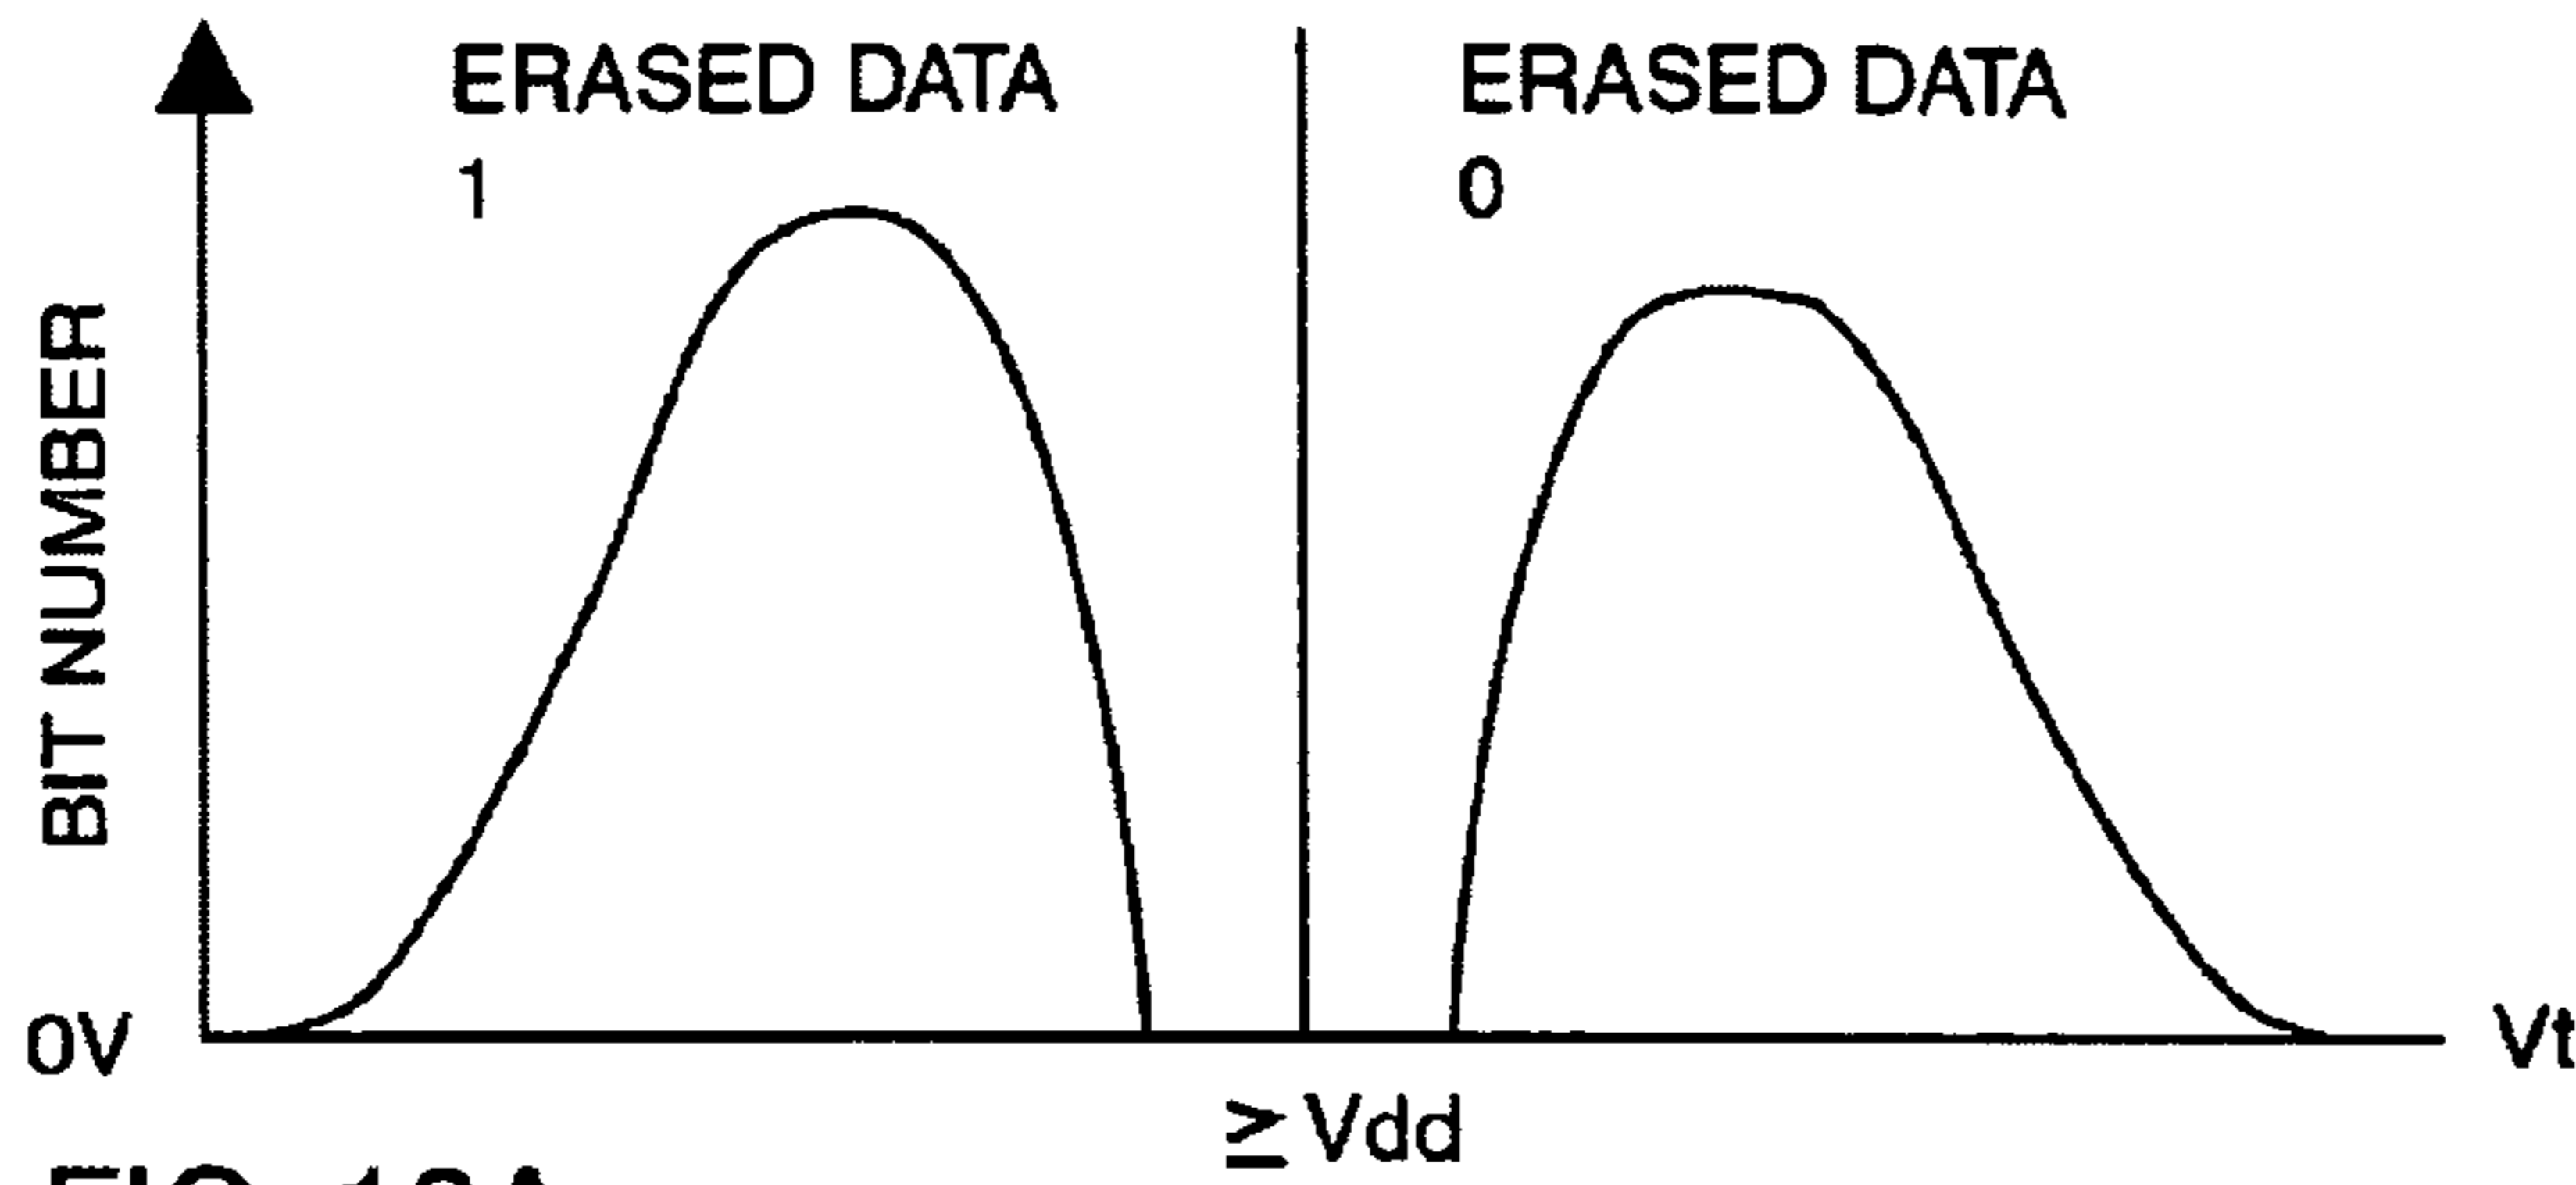 ERASED DATA
1
ERASED DATA
0
BIT NUMBER
0V
Vt
≥ Vdd